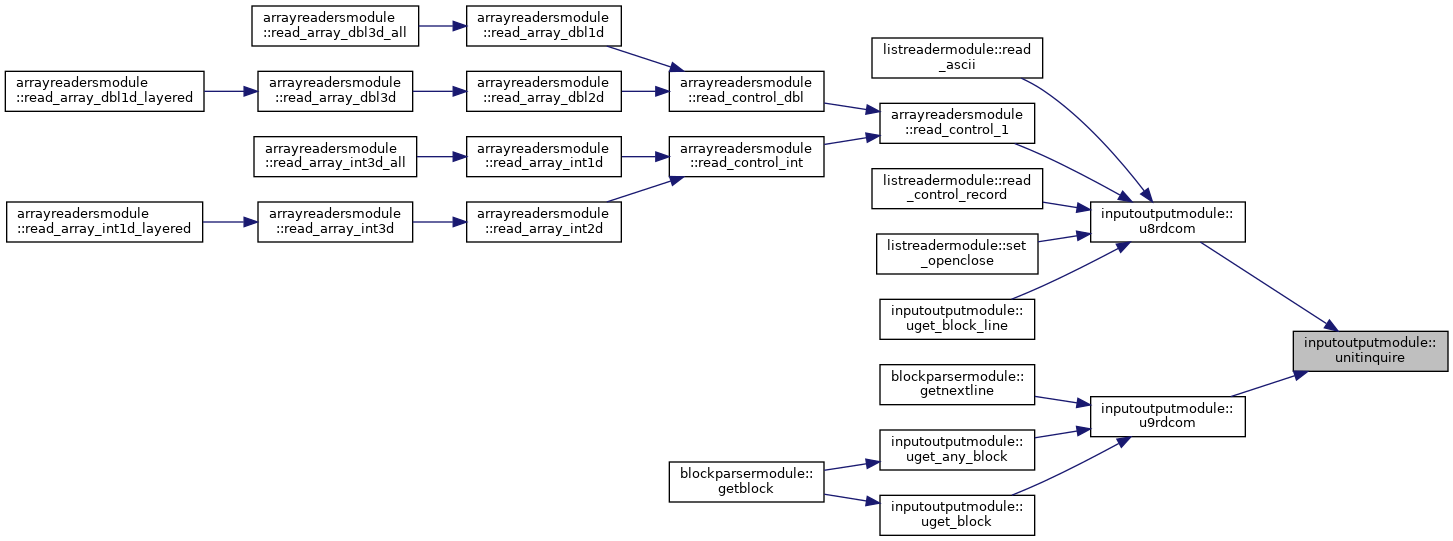 arrayreadersmodule
::read_array_dbl3d_all
arrayreadersmodule
::read_array_dbl1d
listreadermodule::read
_ascii
arrayreadersmodule
::read_array_dbl1d_layered
arrayreadersmodule
::read_array_dbl3d
arrayreadersmodule
::read_array_dbl2d
arrayreadersmodule
::read_control_dbl
arrayreadersmodule
::read_control_1
arrayreadersmodule
::read_array_int3d_all
arrayreadersmodule
::read_array_int1d
arrayreadersmodule
::read_control_int
listreadermodule::read
_control_record
arrayreadersmodule
::read_array_int1d_layered
arrayreadersmodule
::read_array_int3d
arrayreadersmodule
::read_array_int2d
inputoutputmodule::
u8rdcom
listreadermodule::set
_openclose
inputoutputmodule::
uget_block_line
inputoutputmodule::
unitinquire
blockparsermodule::
getnextline
inputoutputmodule::
u9rdcom
inputoutputmodule::
uget_any_block
blockparsermodule::
getblock
inputoutputmodule::
uget_block